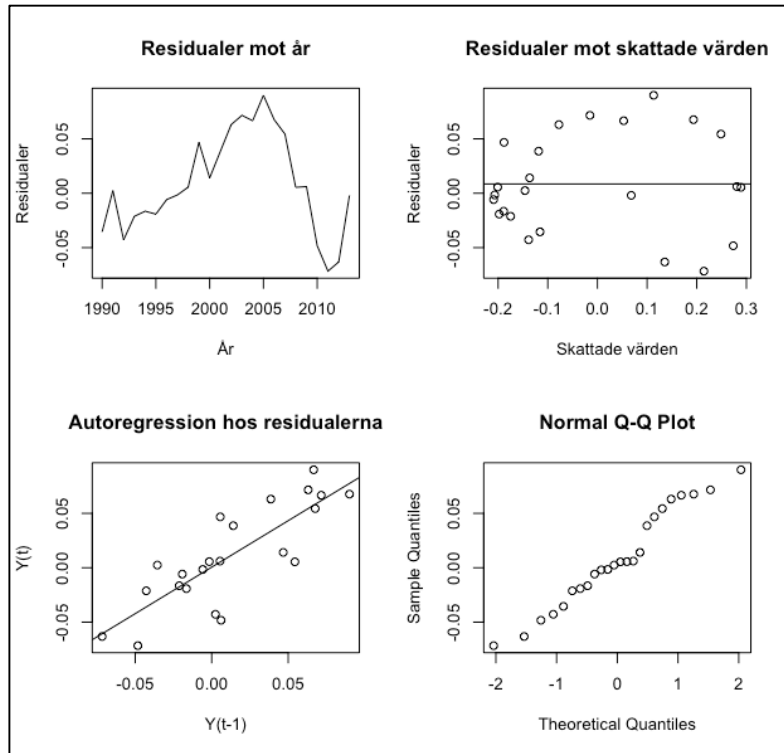 Residualer mot år
Residualer
0.05
0.00
-0.05
1990 1995 2000 2005 2010
År
Residualer mot skattade värden
Residualer
0.05
0.00
-0.05
-0.2 -0.1 0.0 0.1 0.2 0.3
Skattade värden
Autoregression hos residualerna
Y(t)
0.05
0.00
-0.05
-0.05 0.00 0.05
Y(t-1)
Normal Q-Q Plot
Sample Quantiles
0.05
0.00
-0.05
-2 -1 0 1 2
Theoretical Quantiles